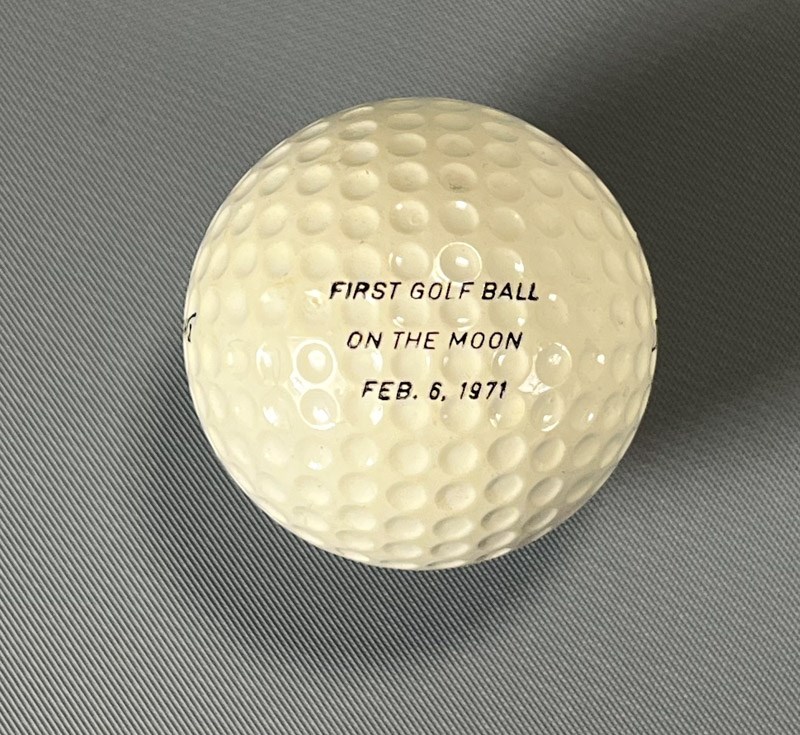 FIRST GOLF BALL
ON THE MOON
FEB. 6, 1971